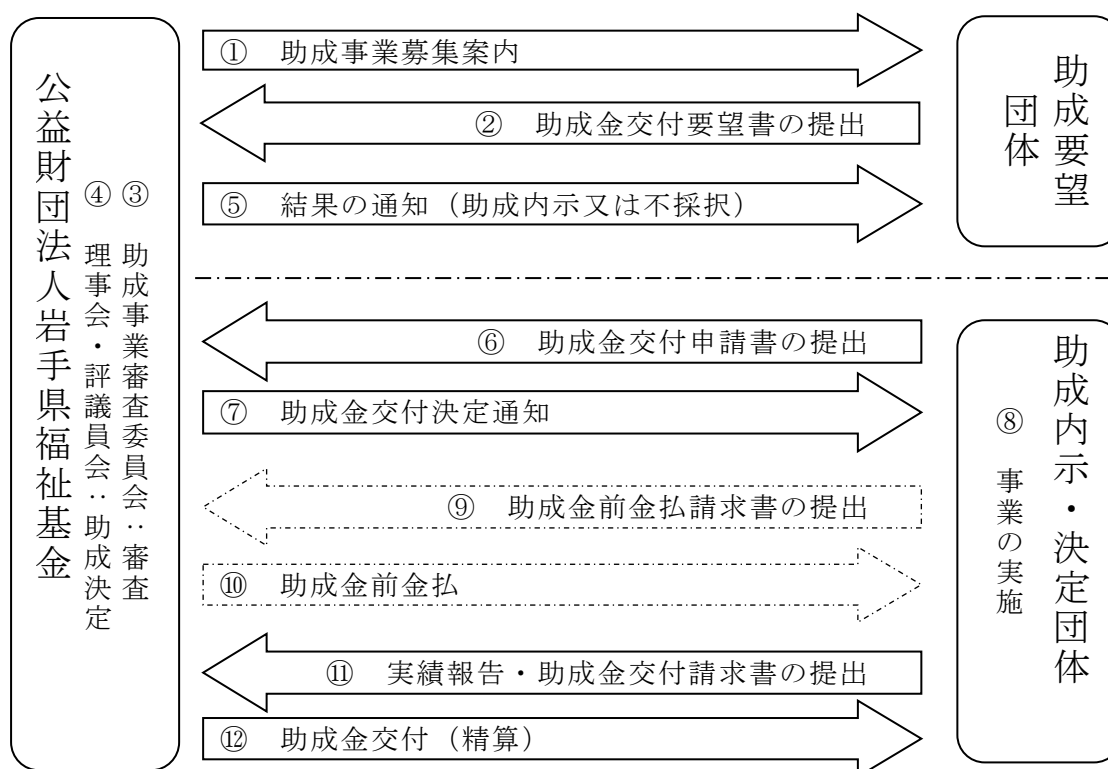 公益財団法人岩手県福祉基金
③　助成事業審査委員会：審査
④　理事会・評議員会：助成決定
①　助成事業募集案内
②　助成金交付要望書の提出
⑤　結果の通知（助成内示又は不採択）
助成要望
団体
⑥　助成金交付申請書の提出
⑦　助成金交付決定通知
⑨　助成金前金払請求書の提出
⑩　助成金前金払
⑪　実績報告・助成金交付請求書の提出
⑫　助成金交付（精算）
助成内示・決定団体
⑧　事業の実施